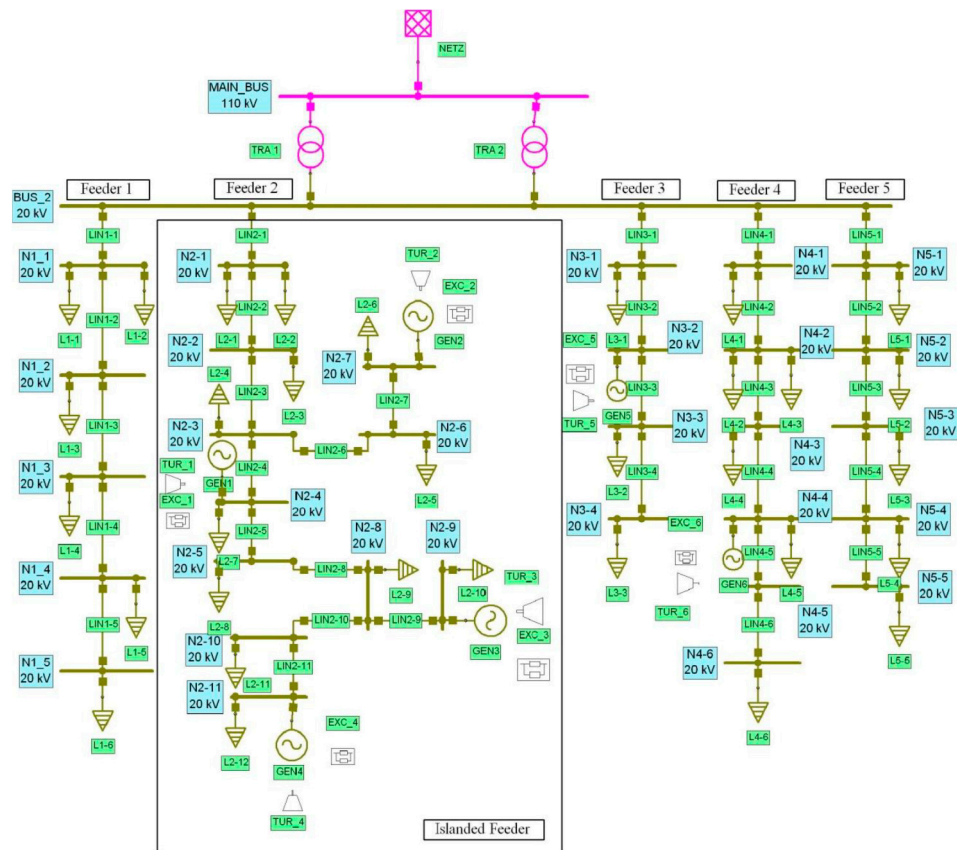 NETZ
MAIN_BUS
110 kV
TRA 1
TRA 2
BUS_2
20 kV
Feeder 1
Feeder 2
Feeder 3
Feeder 4
Feeder 5
LIN1-1
N1_1
20 kV
L1-1
L1-2
LIN1-2
N1_2
20 kV
L1-3
LIN1-3
N1_3
20 kV
L1-4
LIN1-4
N1_4
20 kV
L1-5
LIN1-5
N1_5
20 kV
L1-6
LIN2-1
N2-1
20 kV
LIN2-2
L2-1
L2-2
N2-2
20 kV
L2-4
LIN2-3
L2-3
N2-3
20 kV
TUR_1
EXC_1
GEN1
LIN2-4
N2-4
20 kV
LIN2-5
N2-5
20 kV
L2-7
L2-8
LIN2-6
TUR_2
EXC_2
L2-6
GEN2
N2-7
20 kV
LIN2-7
N2-6
20 kV
L2-5
N2-8
20 kV
N2-9
20 kV
LIN2-8
L2-9
L2-10
TUR_3
LIN2-10
LIN2-9
GEN3
EXC_3
N2-10
20 kV
LIN2-11
L2-11
N2-11
20 kV
L2-12
EXC_4
GEN4
TUR_4
Islanded Feeder
LIN3-1
N3-1
20 kV
LIN3-2
N3-2
20 kV
EXC_5
L3-1
LIN3-3
TUR_5
GEN5
N3-3
20 kV
L3-2
LIN3-4
N3-4
20 kV
L3-3
LIN4-1
N4-1
20 kV
LIN4-2
L4-1
N4-2
20 kV
LIN4-3
L4-2
L4-3
N4-3
20 kV
LIN4-4
L4-4
N4-4
20 kV
EXC_6
LIN4-5
TUR_6
GEN6
L4-5
N4-5
20 kV
LIN4-6
N4-6
20 kV
L4-6
LIN5-1
N5-1
20 kV
LIN5-2
L5-1
N5-2
20 kV
LIN5-3
L5-2
N5-3
20 kV
LIN5-4
L5-3
N5-4
20 kV
LIN5-5
L5-4
N5-5
20 kV